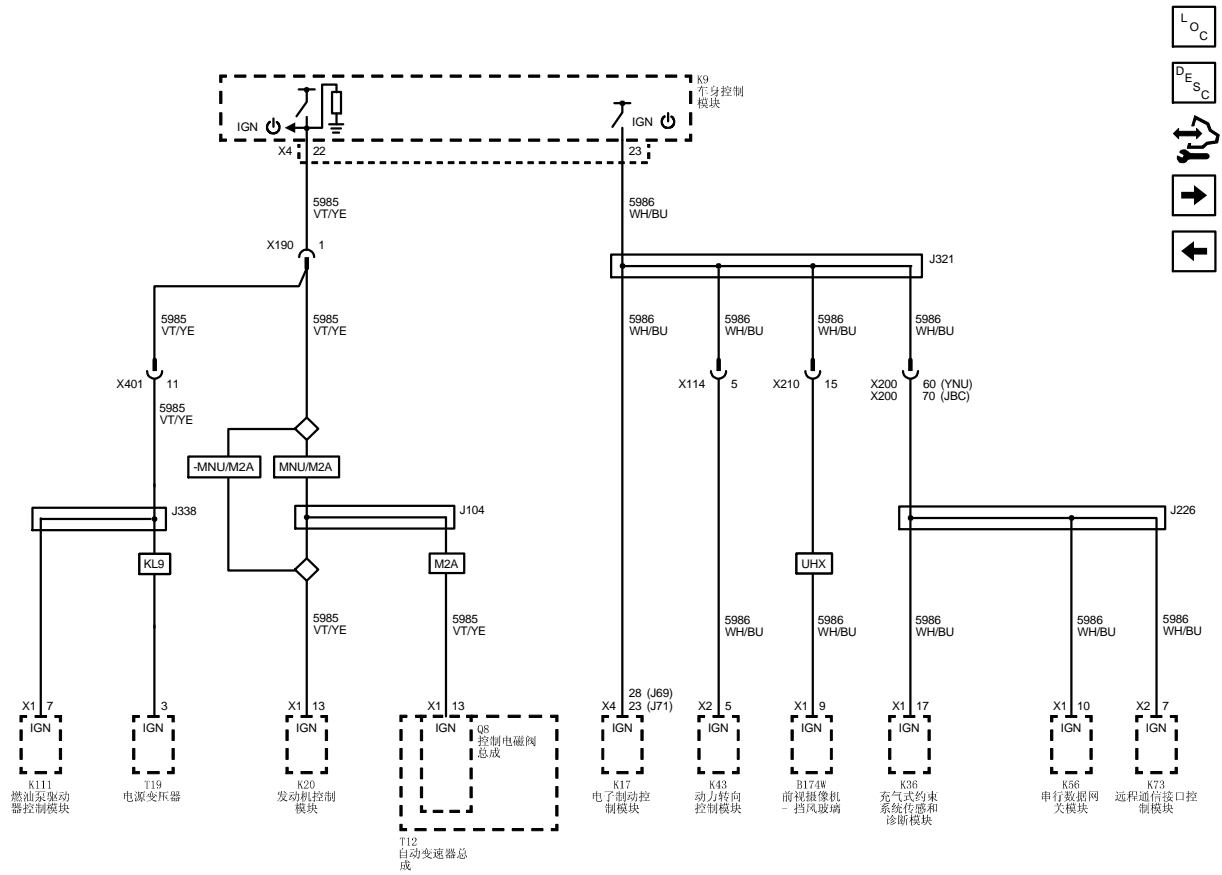 L
O
C
D
E
S
C
K9
车身控制
模块
IGN
IGN
X4 22
23
5985
VT/YE
5986
WH/BU
X190 1
J321
5985
VT/YE
5985
VT/YE
5986
WH/BU
5986
WH/BU
5986
WH/BU
5986
WH/BU
X401 11
X114 5
X210 15
X200 60 (YNU)
X200 70 (JBC)
5985
VT/YE
-MNU/M2A
MNU/M2A
J338
J104
J226
KL9
M2A
UHX
5985
VT/YE
5985
VT/YE
5986
WH/BU
5986
WH/BU
5986
WH/BU
5986
WH/BU
5986
WH/BU
28 (J69)
X1 7
3
X1 13
X1 13
X4 23 (J71)
X2 5
X1 9
X1 17
X1 10
X2 7
IGN
IGN
IGN
IGN
IGN
IGN
IGN
IGN
IGN
IGN
Q8
控制电磁阀
总成
K111
燃油泵驱动
器控制模块
T19
电源变压器
K20
发动机控制
模块
K17
电子制动控
制模块
K43
动力转向
控制模块
B174W
前视摄像机
- 挡风玻璃
K36
充气式约束
系统传感和
诊断模块
K56
串行数据网
关模块
K73
远程通信接口控
制模块
T12
自动变速器总
成